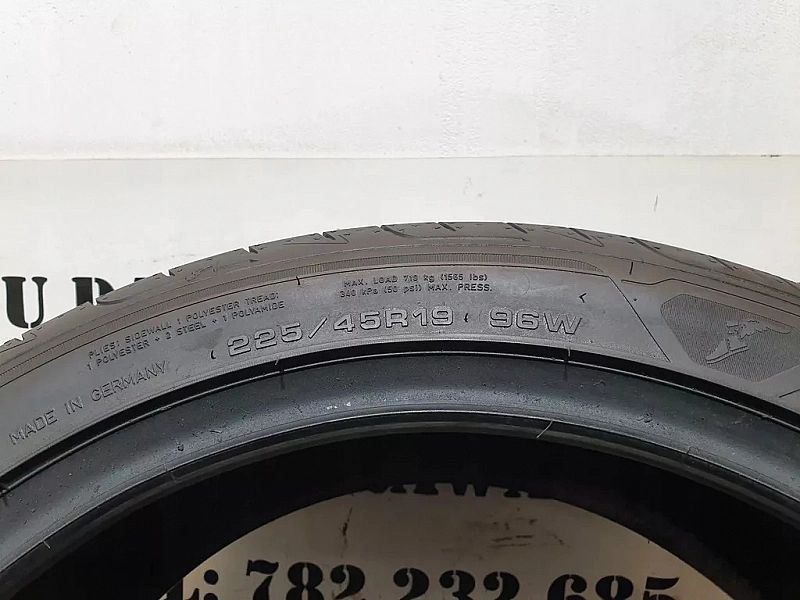 MAX. LOAD 710 kg (1565 lbs)
340 kPa (50 psi) MAX. PRESS.
PLIES: SIDEWALL 1 POLYESTER TREAD:
1 POLYESTER + 2 STEEL + 1 POLYAMIDE
225/45R19 96W
MADE IN GERMANY
782 232 685